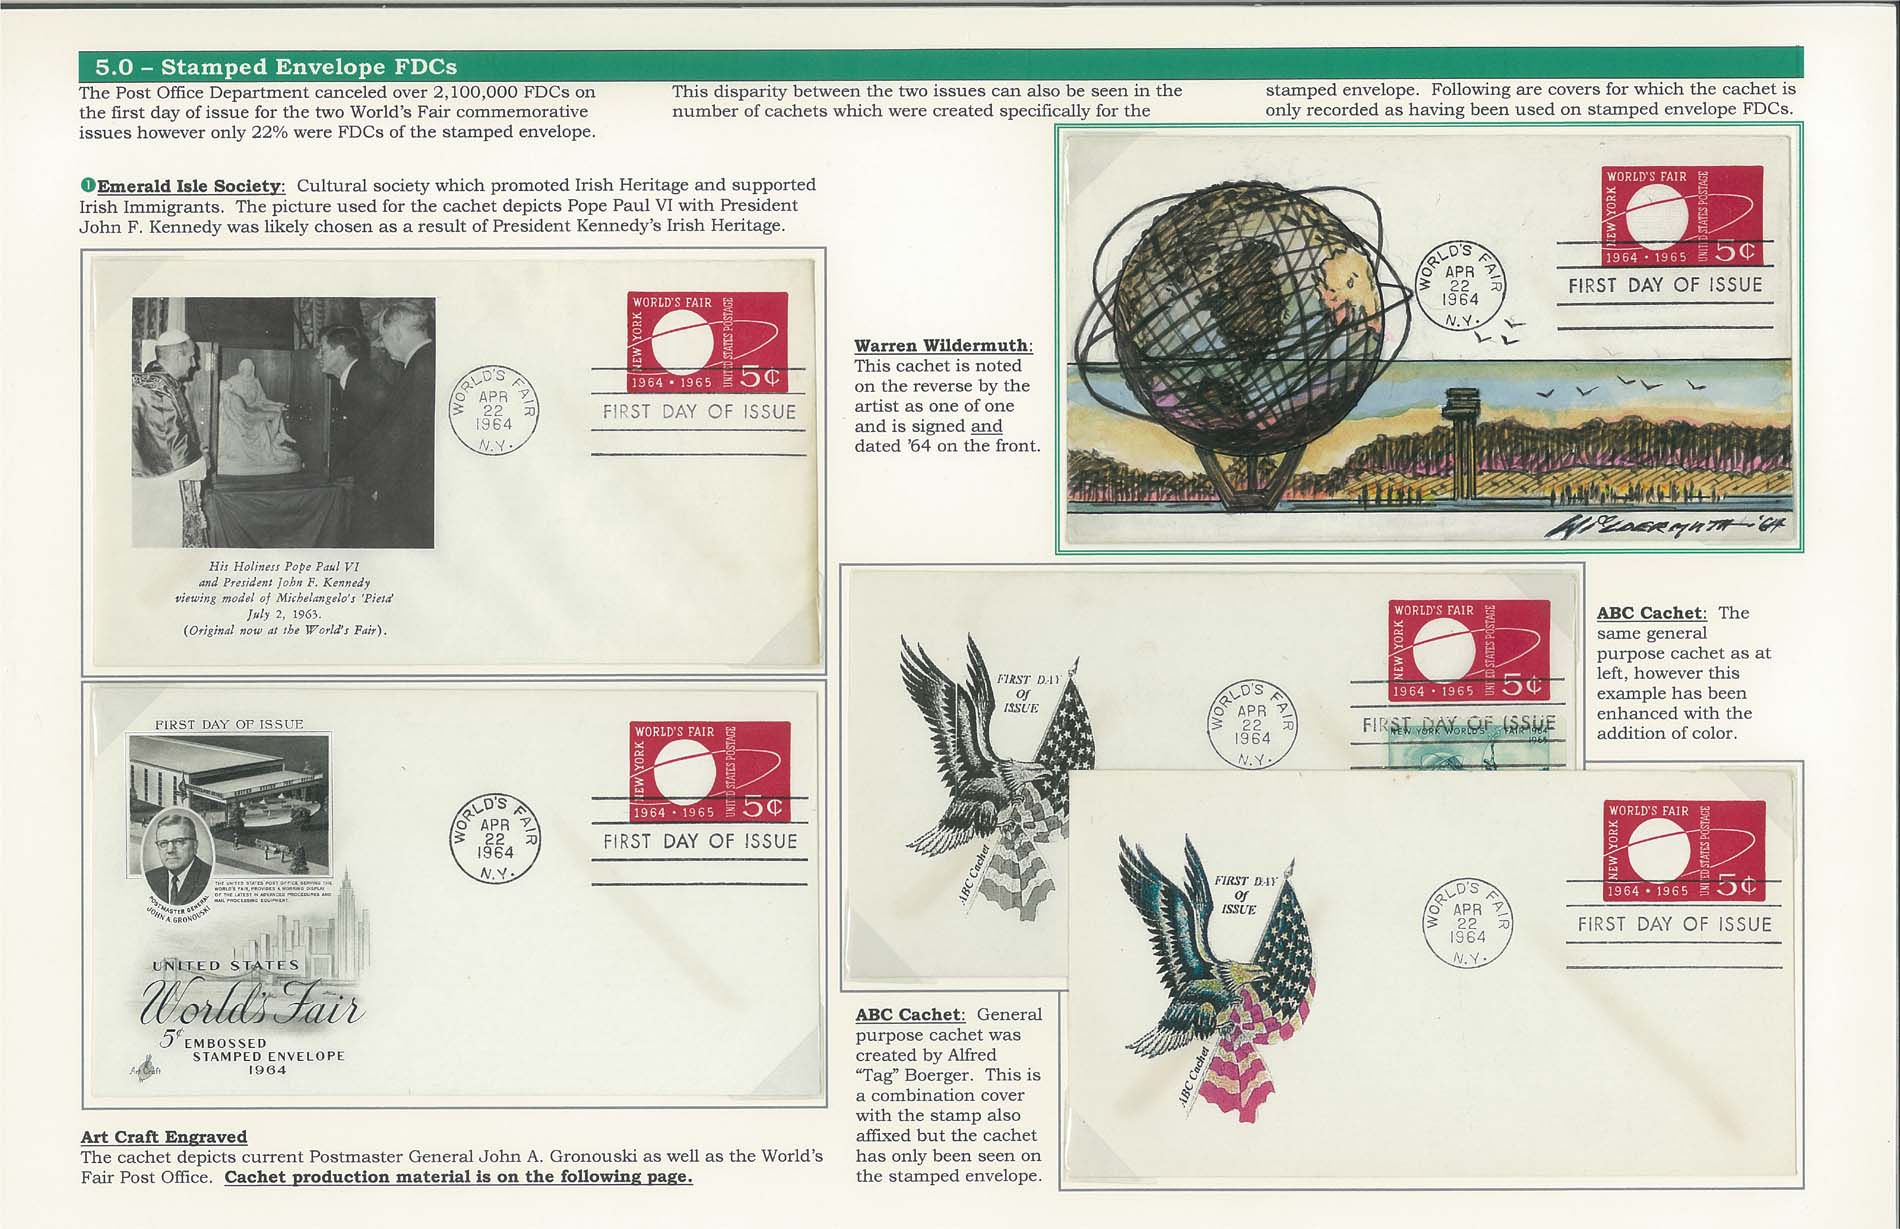 5.0 – Stamped Envelope FDCs
The Post Office Department canceled over 2,100,000 FDCs on
the first day of issue for the two World's Fair commemorative
issues however only 22% were FDCs of the stamped envelope.
This disparity between the two issues can also be seen in the
number of cachets which were created specifically for the
stamped envelope.  Following are covers for which the cachet is
only recorded as having been used on stamped envelope FDCs.
❶Emerald Isle Society:  Cultural society which promoted Irish Heritage and supported
Irish Immigrants.  The picture used for the cachet depicts Pope Paul VI with President
John F. Kennedy was likely chosen as a result of President Kennedy's Irish Heritage.
WORLD'S FAIR
NEW YORK
UNITED STATES POSTAGE
1964 • 1965 5¢
WORLD'S FAIR
APR
22
1964
N.Y.
FIRST DAY OF ISSUE
His Holiness Pope Paul VI
and President John F. Kennedy
viewing model of Michelangelo's 'Pieta'
July 2, 1963.
(Original now at the World's Fair).
FIRST DAY OF ISSUE
POSTMASTER GENERAL
JOHN A. GRONOUSKI
THE UNITED STATES POST OFFICE SERVING THE
WORLD'S FAIR, PROVIDES A WORKING DISPLAY
OF THE LATEST IN ADVANCED PROCEDURES AND
MAIL PROCESSING EQUIPMENT.
UNITED STATES
World's Fair
5¢ EMBOSSED
STAMPED ENVELOPE
1964
Art Craft
WORLD'S FAIR
NEW YORK
UNITED STATES POSTAGE
1964 • 1965 5¢
WORLD'S FAIR
APR
22
1964
N.Y.
FIRST DAY OF ISSUE
Art Craft Engraved
The cachet depicts current Postmaster General John A. Gronouski as well as the World's
Fair Post Office.  Cachet production material is on the following page.
Warren Wildermuth:
This cachet is noted
on the reverse by the
artist as one of one
and is signed and
dated '64 on the front.
WORLD'S FAIR
NEW YORK
UNITED STATES POSTAGE
1964 • 1965 5¢
WORLD'S FAIR
APR
22
1964
N.Y.
FIRST DAY OF ISSUE
WILDERMUTH '64
FIRST DAY
of
ISSUE
ABC Cachet
WORLD'S FAIR
NEW YORK
UNITED STATES POSTAGE
1964 • 1965 5¢
WORLD'S FAIR
APR
22
1964
N.Y.
FIRST DAY OF ISSUE
NEW YORK WORLD'S FAIR 1964
1965
ABC Cachet:  The
same general
purpose cachet as at
left, however this
example has been
enhanced with the
addition of color.
ABC Cachet:  General
purpose cachet was
created by Alfred
“Tag” Boerger.  This is
a combination cover
with the stamp also
affixed but the cachet
has only been seen on
the stamped envelope.
FIRST DAY
of
ISSUE
ABC Cachet
WORLD'S FAIR
NEW YORK
UNITED STATES POSTAGE
1964 • 1965 5¢
WORLD'S FAIR
APR
22
1964
N.Y.
FIRST DAY OF ISSUE